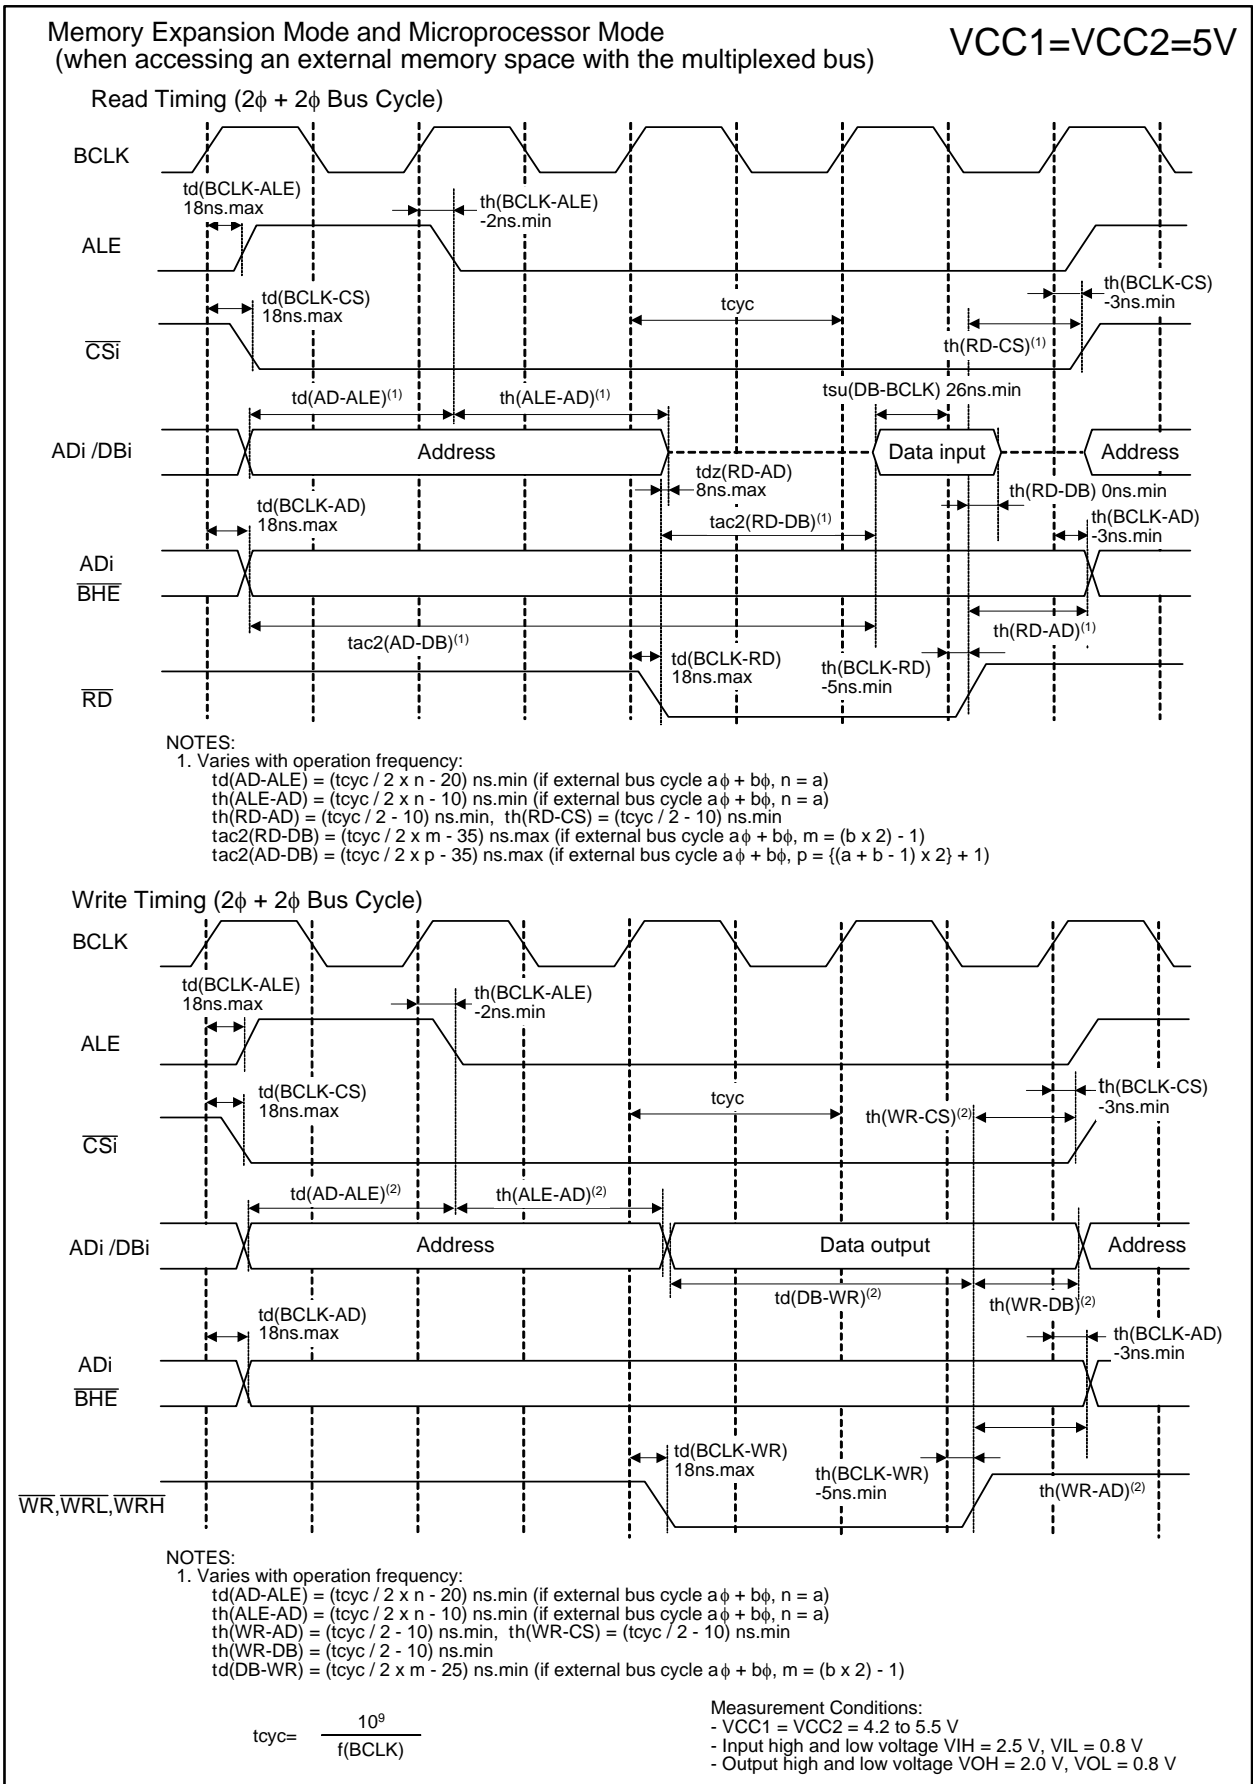 Memory Expansion Mode and Microprocessor Mode
(when accessing an external memory space with the multiplexed bus)
VCC1=VCC2=5V
Read Timing (2ϕ + 2ϕ Bus Cycle)
BCLK
td(BCLK-ALE)
18ns.max
th(BCLK-ALE)
-2ns.min
ALE
td(BCLK-CS)
18ns.max
tcyc
th(BCLK-CS)
-3ns.min
CSi
th(RD-CS)(1)
td(AD-ALE)(1)
th(ALE-AD)(1)
tsu(DB-BCLK) 26ns.min
ADi /DBi
Address
Data input
Address
tdz(RD-AD)
8ns.max
th(RD-DB) 0ns.min
td(BCLK-AD)
18ns.max
tac2(RD-DB)(1)
th(BCLK-AD)
-3ns.min
ADi
BHE
tac2(AD-DB)(1)
th(RD-AD)(1)
td(BCLK-RD)
18ns.max
th(BCLK-RD)
-5ns.min
RD
NOTES:
1. Varies with operation frequency:
td(AD-ALE) = (tcyc / 2 x n - 20) ns.min (if external bus cycle aϕ + bϕ, n = a)
th(ALE-AD) = (tcyc / 2 x n - 10) ns.min (if external bus cycle aϕ + bϕ, n = a)
th(RD-AD) = (tcyc / 2 - 10) ns.min, th(RD-CS) = (tcyc / 2 - 10) ns.min
tac2(RD-DB) = (tcyc / 2 x m - 35) ns.max (if external bus cycle aϕ + bϕ, m = (b x 2) - 1)
tac2(AD-DB) = (tcyc / 2 x p - 35) ns.max (if external bus cycle aϕ + bϕ, p = {(a + b - 1) x 2} + 1)
Write Timing (2ϕ + 2ϕ Bus Cycle)
BCLK
td(BCLK-ALE)
18ns.max
th(BCLK-ALE)
-2ns.min
ALE
td(BCLK-CS)
18ns.max
tcyc
th(WR-CS)(2)
th(BCLK-CS)
-3ns.min
CSi
td(AD-ALE)(2)
th(ALE-AD)(2)
ADi /DBi
Address
Data output
Address
td(DB-WR)(2)
th(WR-DB)(2)
td(BCLK-AD)
18ns.max
th(BCLK-AD)
-3ns.min
ADi
BHE
td(BCLK-WR)
18ns.max
th(BCLK-WR)
-5ns.min
th(WR-AD)(2)
WR,WRL,WRH
NOTES:
1. Varies with operation frequency:
td(AD-ALE) = (tcyc / 2 x n - 20) ns.min (if external bus cycle aϕ + bϕ, n = a)
th(ALE-AD) = (tcyc / 2 x n - 10) ns.min (if external bus cycle aϕ + bϕ, n = a)
th(WR-AD) = (tcyc / 2 - 10) ns.min, th(WR-CS) = (tcyc / 2 - 10) ns.min
th(WR-DB) = (tcyc / 2 - 10) ns.min
td(DB-WR) = (tcyc / 2 x m - 25) ns.min (if external bus cycle aϕ + bϕ, m = (b x 2) - 1)
tcyc= 10⁹
f(BCLK)
Measurement Conditions:
- VCC1 = VCC2 = 4.2 to 5.5 V
- Input high and low voltage VIH = 2.5 V, VIL = 0.8 V
- Output high and low voltage VOH = 2.0 V, VOL = 0.8 V